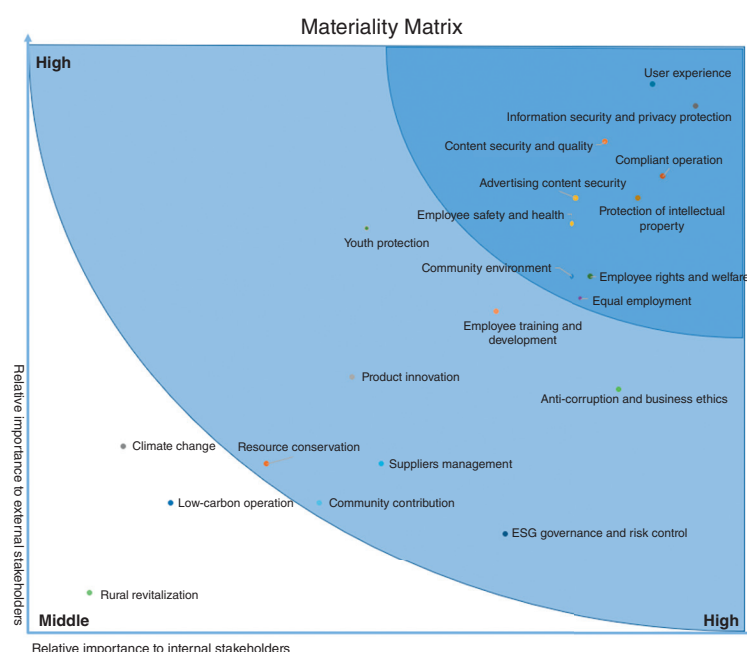 Materiality Matrix
High
User experience
Information security and privacy protection
Content security and quality
Compliant operation
Advertising content security
Employee safety and health
Protection of intellectual
property
Youth protection
Community environment
Employee rights and welfare
Equal employment
Employee training and
development
Product innovation
Anti-corruption and business ethics
Climate change
Resource conservation
Suppliers management
Low-carbon operation
Community contribution
ESG governance and risk control
Rural revitalization
Relative importance to external stakeholders
Middle
High
Relative importance to internal stakeholders